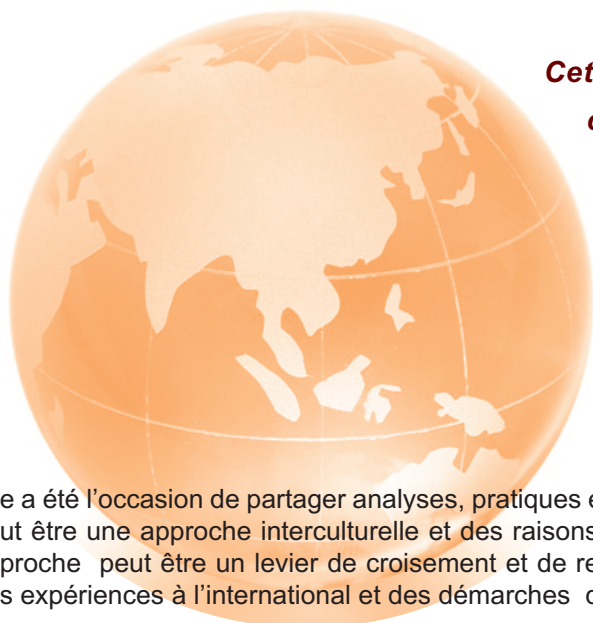 Cet
e a été l’occasion de partager analyses, pratiques e
ut être une approche interculturelle et des raisons
proche peut être un levier de croisement et de re
s expériences à l’international et des démarches